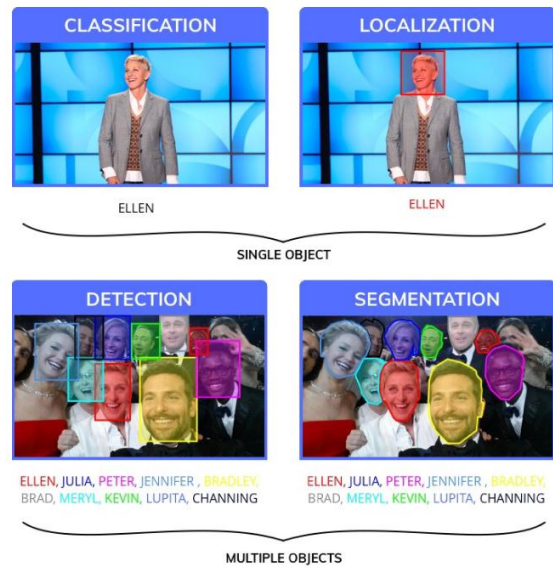 CLASSIFICATION
LOCALIZATION
ELLEN
ELLEN
SINGLE OBJECT
DETECTION
SEGMENTATION
ELLEN, JULIA, PETER, JENNIFER , BRADLEY,
BRAD, MERYL, KEVIN, LUPITA, CHANNING
ELLEN, JULIA, PETER, JENNIFER , BRADLEY,
BRAD, MERYL, KEVIN, LUPITA, CHANNING
MULTIPLE OBJECTS